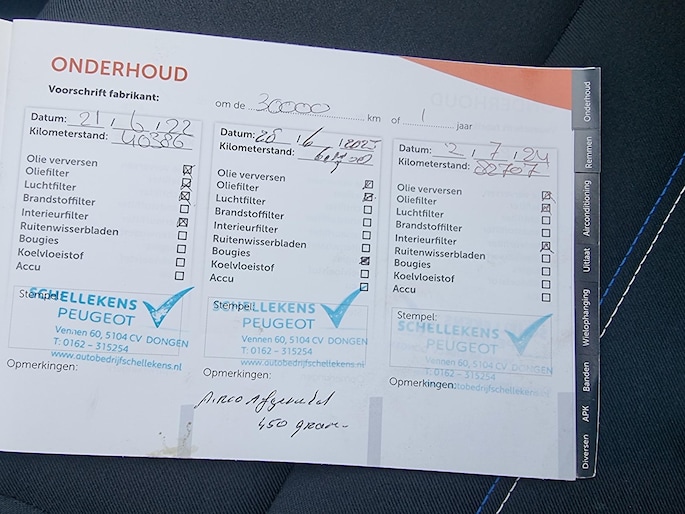 ONDERHOUD
Voorschrift fabrikant:
om de 30000 km of 1 jaar
Datum: 21, 6, 22
Kilometerstand: 40386
Olie verversen
Oliefilter
Luchtfilter
Brandstoffilter
Interieurfilter
Ruitenwisserbladen
Bougies
Koelvloeistof
Accu
Stempel:
SCHELLEKENS
PEUGEOT
Vennen 60, 5104 CV DONGEN
T: 0162 - 315254
www.autobedrijfschellekens.nl
Opmerkingen:
Datum: 6
Kilometerstand:
Olie verversen
Oliefilter
Luchtfilter
Brandstoffilter
Interieurfilter
Ruitenwisserbladen
Bougies
Koelvloeistof
Accu
Stempel:
SCHELLEKENS
PEUGEOT
Vennen 60, 5104 CV DONGEN
T: 0162 - 315254
www.autobedrijfschellekens.nl
Opmerkingen:
Airco
450 gram
Datum: 2, 7, 24
Kilometerstand: 82707
Olie verversen
Oliefilter
Luchtfilter
Brandstoffilter
Interieurfilter
Ruitenwisserbladen
Bougies
Koelvloeistof
Accu
Stempel:
SCHELLEKENS
PEUGEOT
Vennen 60, 5104 CV DONGEN
T: 0162 - 315254
Opmerkingen:
Onderhoud
Remmen
Airconditioning
Uitlaat
Wielophanging
Banden
APK
Diversen